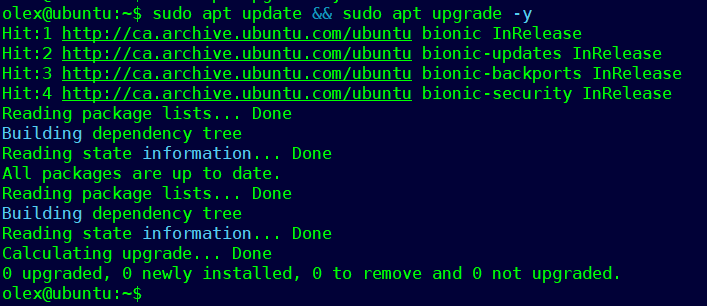 olex@ubuntu:~$ sudo apt update && sudo apt upgrade -y
Hit:1 http://ca.archive.ubuntu.com/ubuntu bionic InRelease
Hit:2 http://ca.archive.ubuntu.com/ubuntu bionic-updates InRelease
Hit:3 http://ca.archive.ubuntu.com/ubuntu bionic-backports InRelease
Hit:4 http://ca.archive.ubuntu.com/ubuntu bionic-security InRelease
Reading package lists... Done
Building dependency tree
Reading state information... Done
All packages are up to date.
Reading package lists... Done
Building dependency tree
Reading state information... Done
Calculating upgrade... Done
0 upgraded, 0 newly installed, 0 to remove and 0 not upgraded.
olex@ubuntu:~$